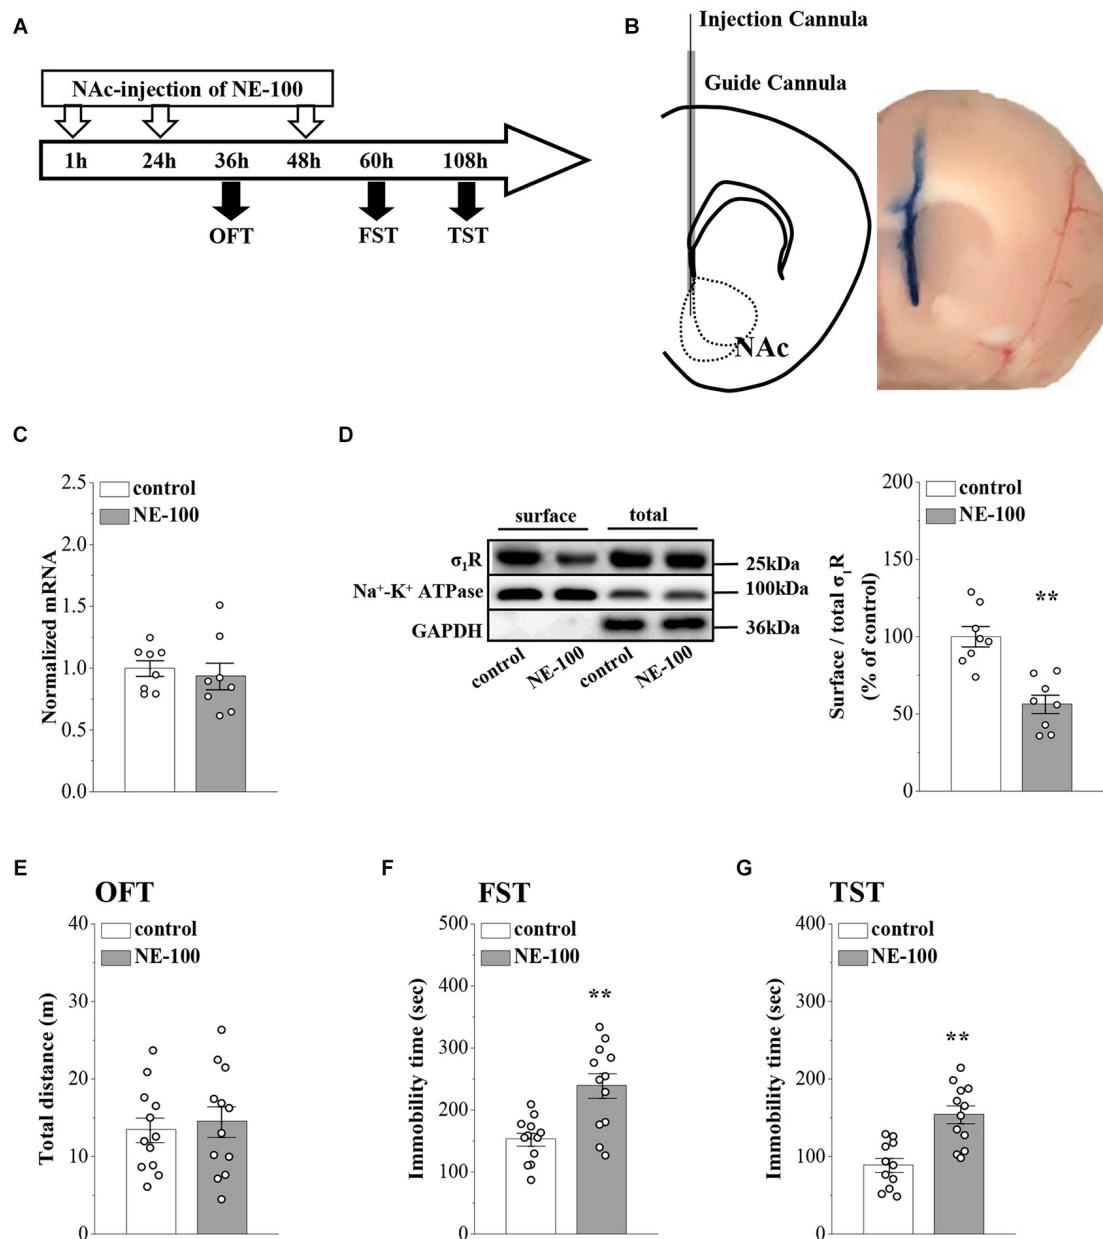 A
NAc-injection of NE-100
1h 24h 36h 48h 60h 108h
OFT FST TST
B
Injection Cannula
Guide Cannula
NAc
C
2.5
2.0
1.5
1.0
0.5
0.0
Normalized mRNA
control
NE-100
D
surface total
σ₁R
Na⁺-K⁺ ATPase
GAPDH
25kDa
100kDa
36kDa
control NE-100 control NE-100
200
150
100
50
0
Surface / total σ₁R
(% of control)
control
NE-100
**
E
OFT
40
30
20
10
0
Total distance (m)
control
NE-100
F
FST
500
400
300
200
100
0
Immobility time (sec)
control
NE-100
**
G
TST
400
300
200
100
0
Immobility time (sec)
control
NE-100
**